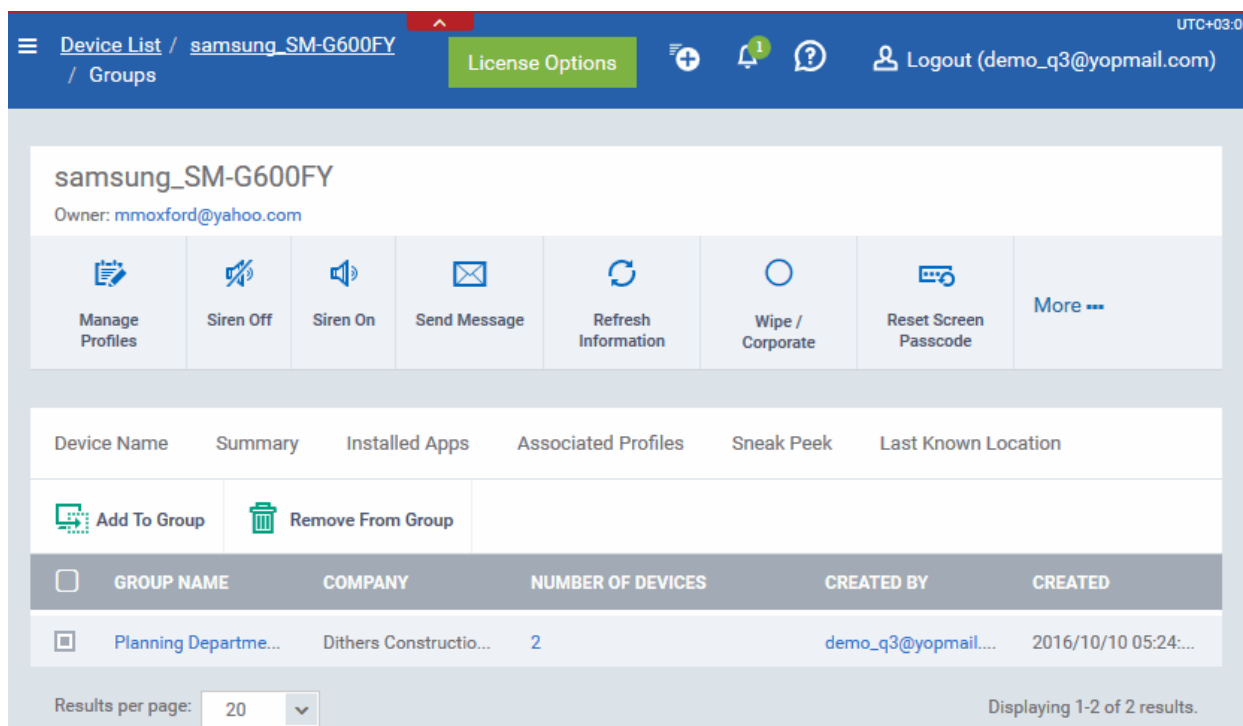 UTC+03:0
Device List / samsung_SM-G600FY
/ Groups
License Options
1
Logout (demo_q3@yopmail.com)
samsung_SM-G600FY
Owner: mmoxford@yahoo.com
Manage
Profiles
Siren Off
Siren On
Send Message
Refresh
Information
Wipe /
Corporate
Reset Screen
Passcode
More
Device Name Summary Installed Apps Associated Profiles Sneak Peek Last Known Location
Add To Group Remove From Group
GROUP NAME COMPANY NUMBER OF DEVICES CREATED BY CREATED
Planning Departme... Dithers Constructio... 2 demo_q3@yopmail.... 2016/10/10 05:24:...
Results per page: 20 Displaying 1-2 of 2 results.